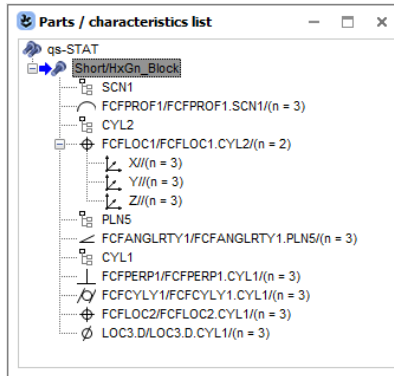 Parts / characteristics list
qs-STAT
Short/HxGn_Block
SCN1
FCFPROF1/FCFPROF1.SCN1/(n = 3)
CYL2
FCFLOC1/FCFLOC1.CYL2/(n = 2)
X//(n = 3)
Y//(n = 3)
Z//(n = 3)
PLN5
FCFANGLRTY1/FCFANGLRTY1.PLN5/(n = 3)
CYL1
FCFPERP1/FCFPERP1.CYL1/(n = 3)
FCFCYLY1/FCFCYLY1.CYL1/(n = 3)
FCFLOC2/FCFLOC2.CYL1/(n = 3)
LOC3.D/LOC3.D.CYL1/(n = 3)